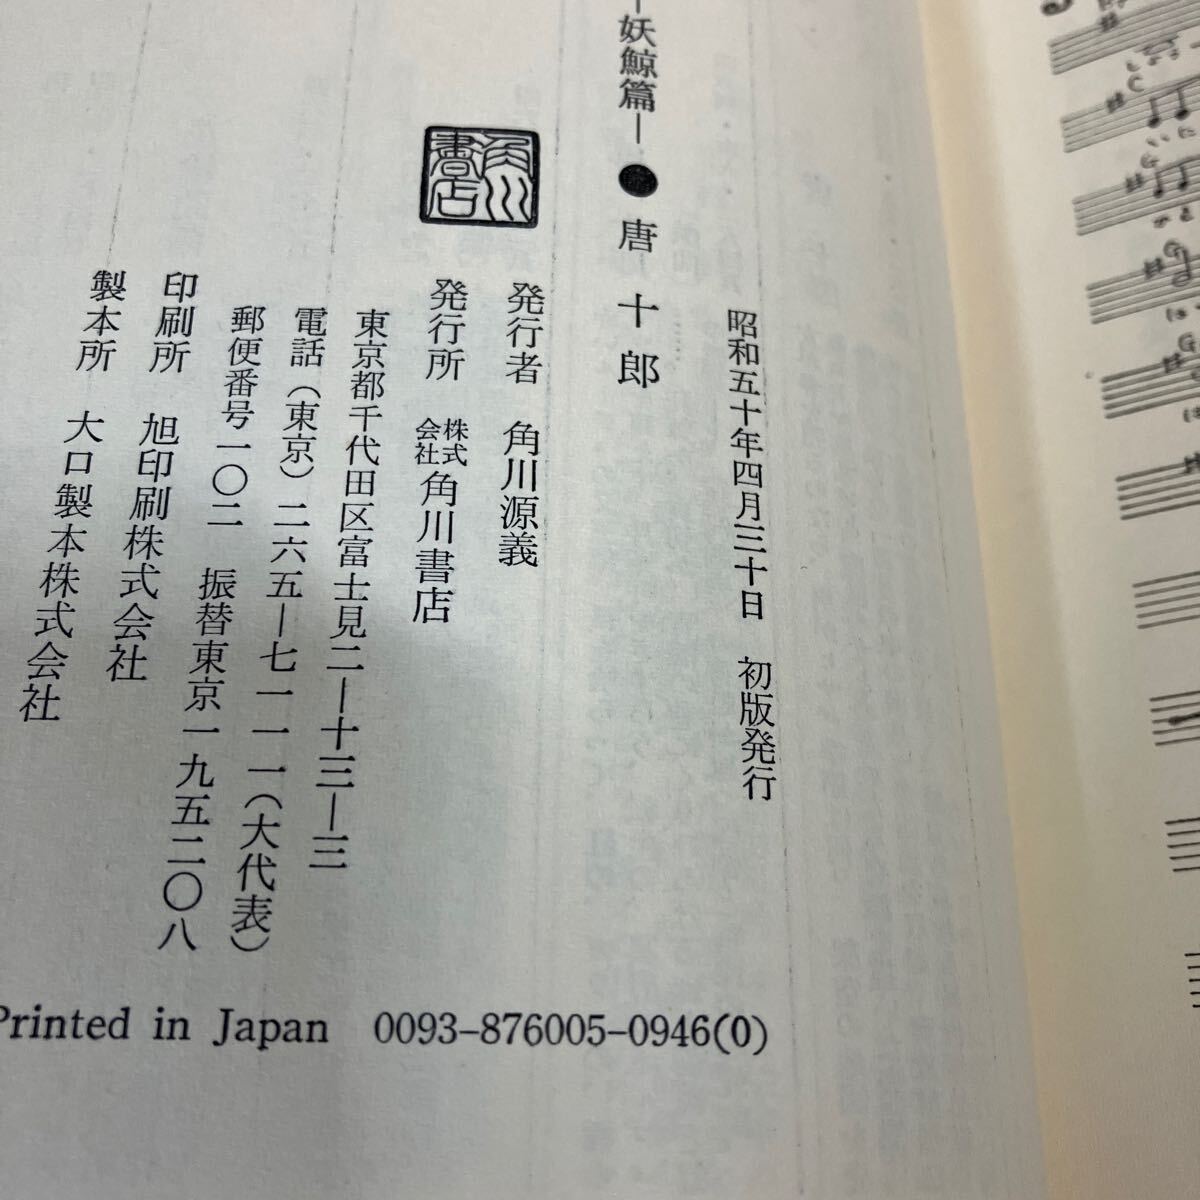 昭和五十年四月三十日 初版発行
―妖鯨篇―●唐十郎
発行者 角川源義
発行所 株式会社角川書店
角川書店
東京都千代田区富士見二―十三―三
電話(東京)二六五―七一一一(大代表)
郵便番号一〇二 振替東京一九五二〇八
印刷所 旭印刷株式会社
製本所 大口製本株式会社
Printed in Japan 0093-876005-0946(0)